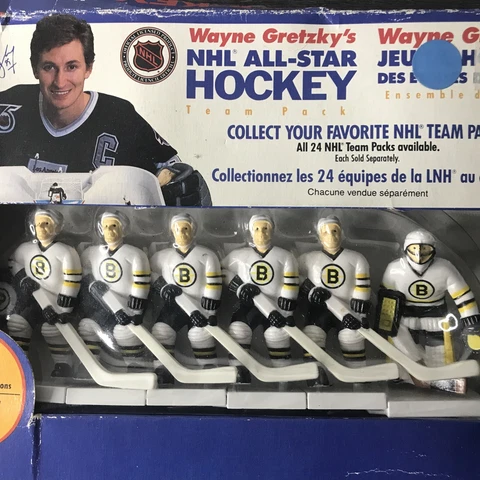 Wayne Gretzky's
NHL ALL-STAR
HOCKEY
Team Pack
Wayne G
JEU H
DES
Ensemble d
NHL
COLLECT YOUR FAVORITE NHL TEAM PA
All 24 NHL Team Packs available.
Each Sold Separately.
Collectionnez les 24 équipes de la LNH au
Chacune vendue séparément
B
B
B
B
B
B
ons